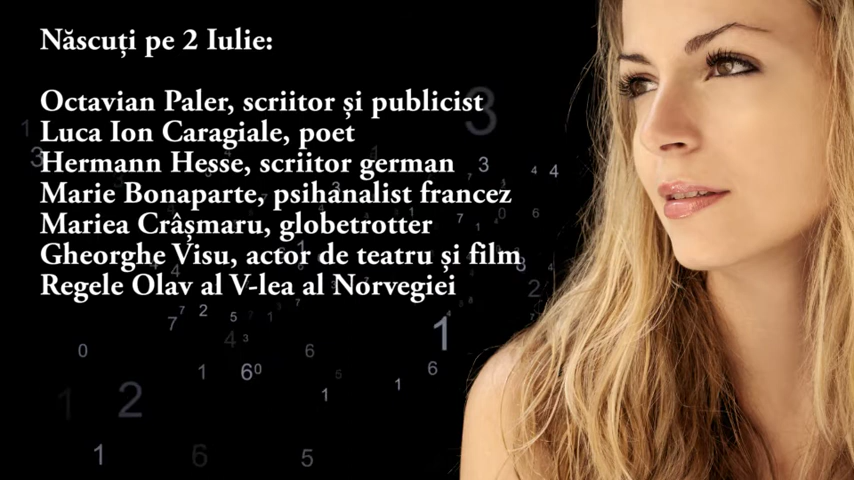 Născuți pe 2 Iulie:
Octavian Paler, scriitor și publicist
Luca Ion Caragiale, poet
Hermann Hesse, scriitor german
Marie Bonaparte, psihanalist francez
Mariea Crâșmaru, globetrotter
Gheorghe Visu, actor de teatru și film
Regele Olav al V-lea al Norvegiei